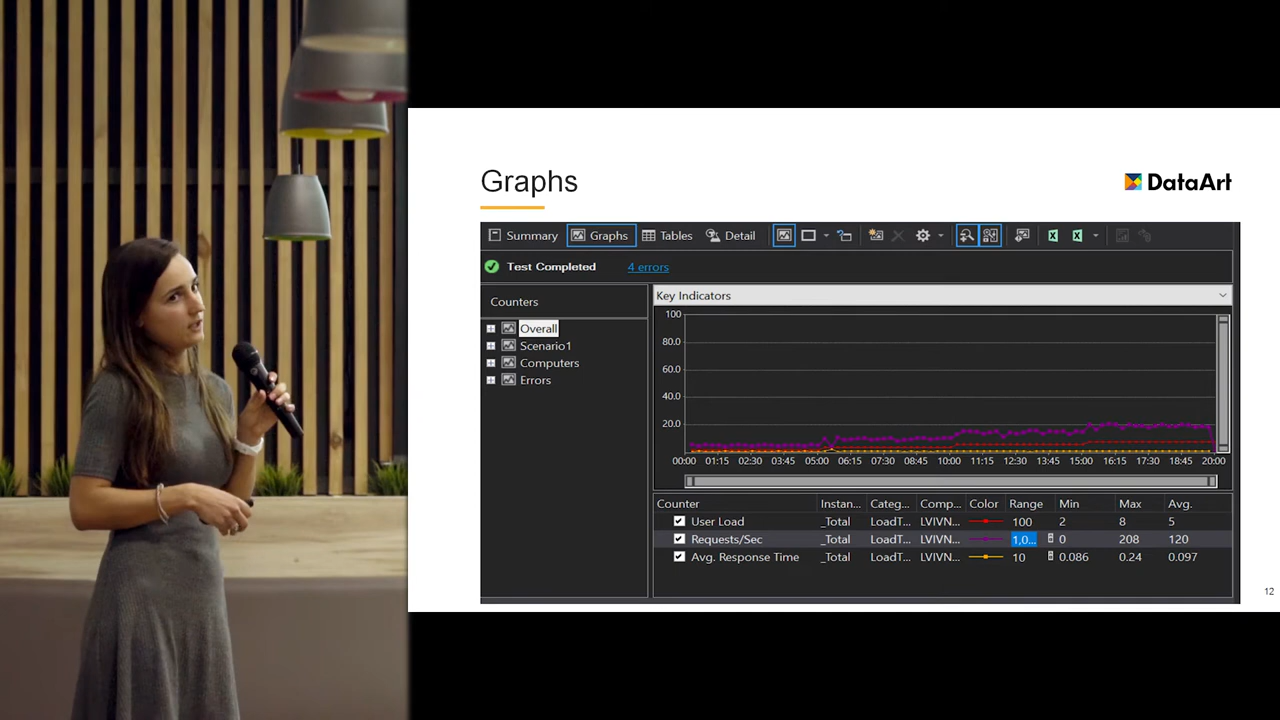 Graphs
DataArt
Summary Graphs Tables Detail
Test Completed 4 errors
Counters
Overall
Scenario1
Computers
Errors
Key Indicators
100
80.0
60.0
40.0
20.0
00:00 01:15 02:30 03:45 05:00 06:15 07:30 08:45 10:00 11:15 12:30 13:45 15:00 16:15 17:30 18:45 20:00
Counter Instan... Categ... Comp... Color Range Min Max Avg.
User Load _Total LoadT... LVIVN... 100 2 8 5
Requests/Sec _Total LoadT... LVIVN... 1,0... 0 208 120
Avg. Response Time _Total LoadT... LVIVN... 10 0.086 0.24 0.097
12